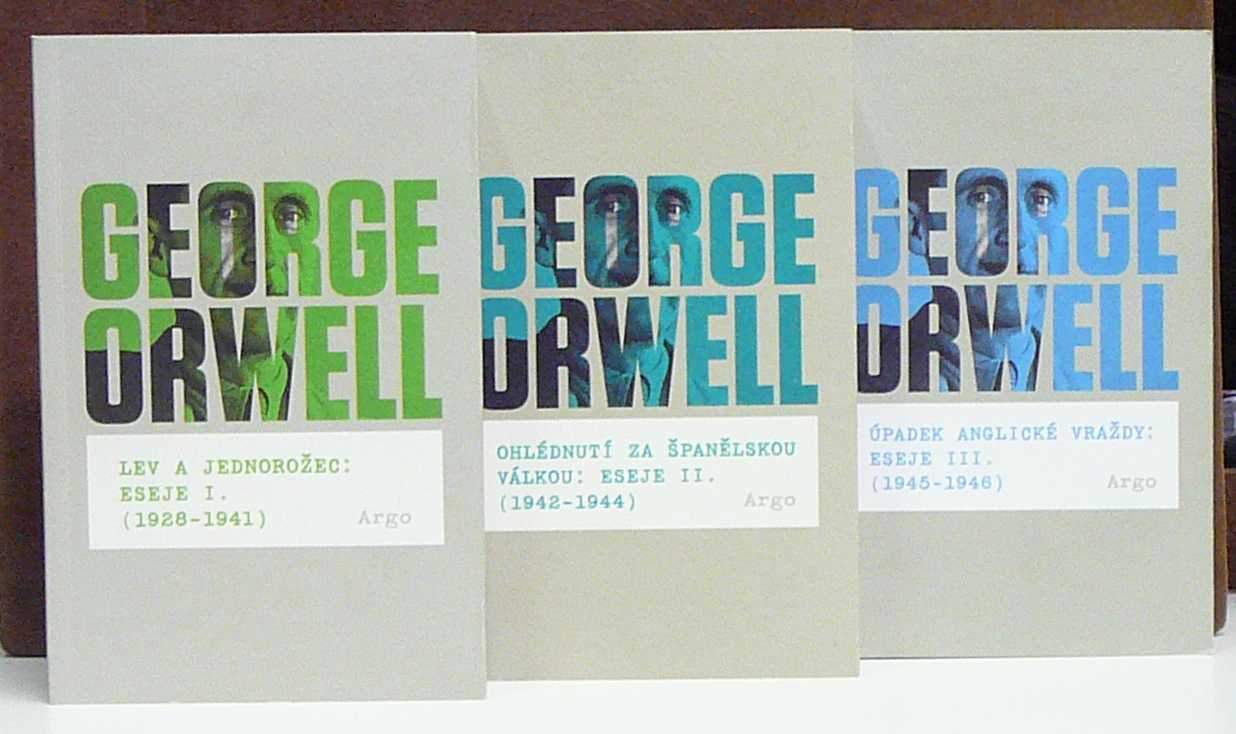 GEORGE
ORWELL
LEV A JEDNOROŽEC:
ESEJE I.
(1928-1941)
Argo
GEORGE
ORWELL
OHLÉDNUTÍ ZA ŠPANĚLSKOU
VÁLKOU: ESEJE II.
(1942-1944)
Argo
GEORGE
ORWELL
ÚPADEK ANGLICKÉ VRAŽDY:
ESEJE III.
(1945-1946)
Argo